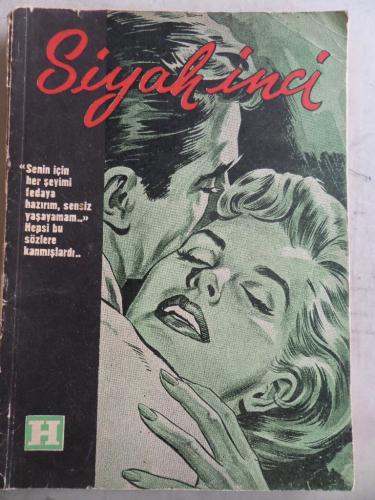 Siyah inci
«Senin için
her şeyimi
fedaya
hazırım, sensiz
yaşayamam..»
Hepsi bu
sözlere
kanmışlardı..
H